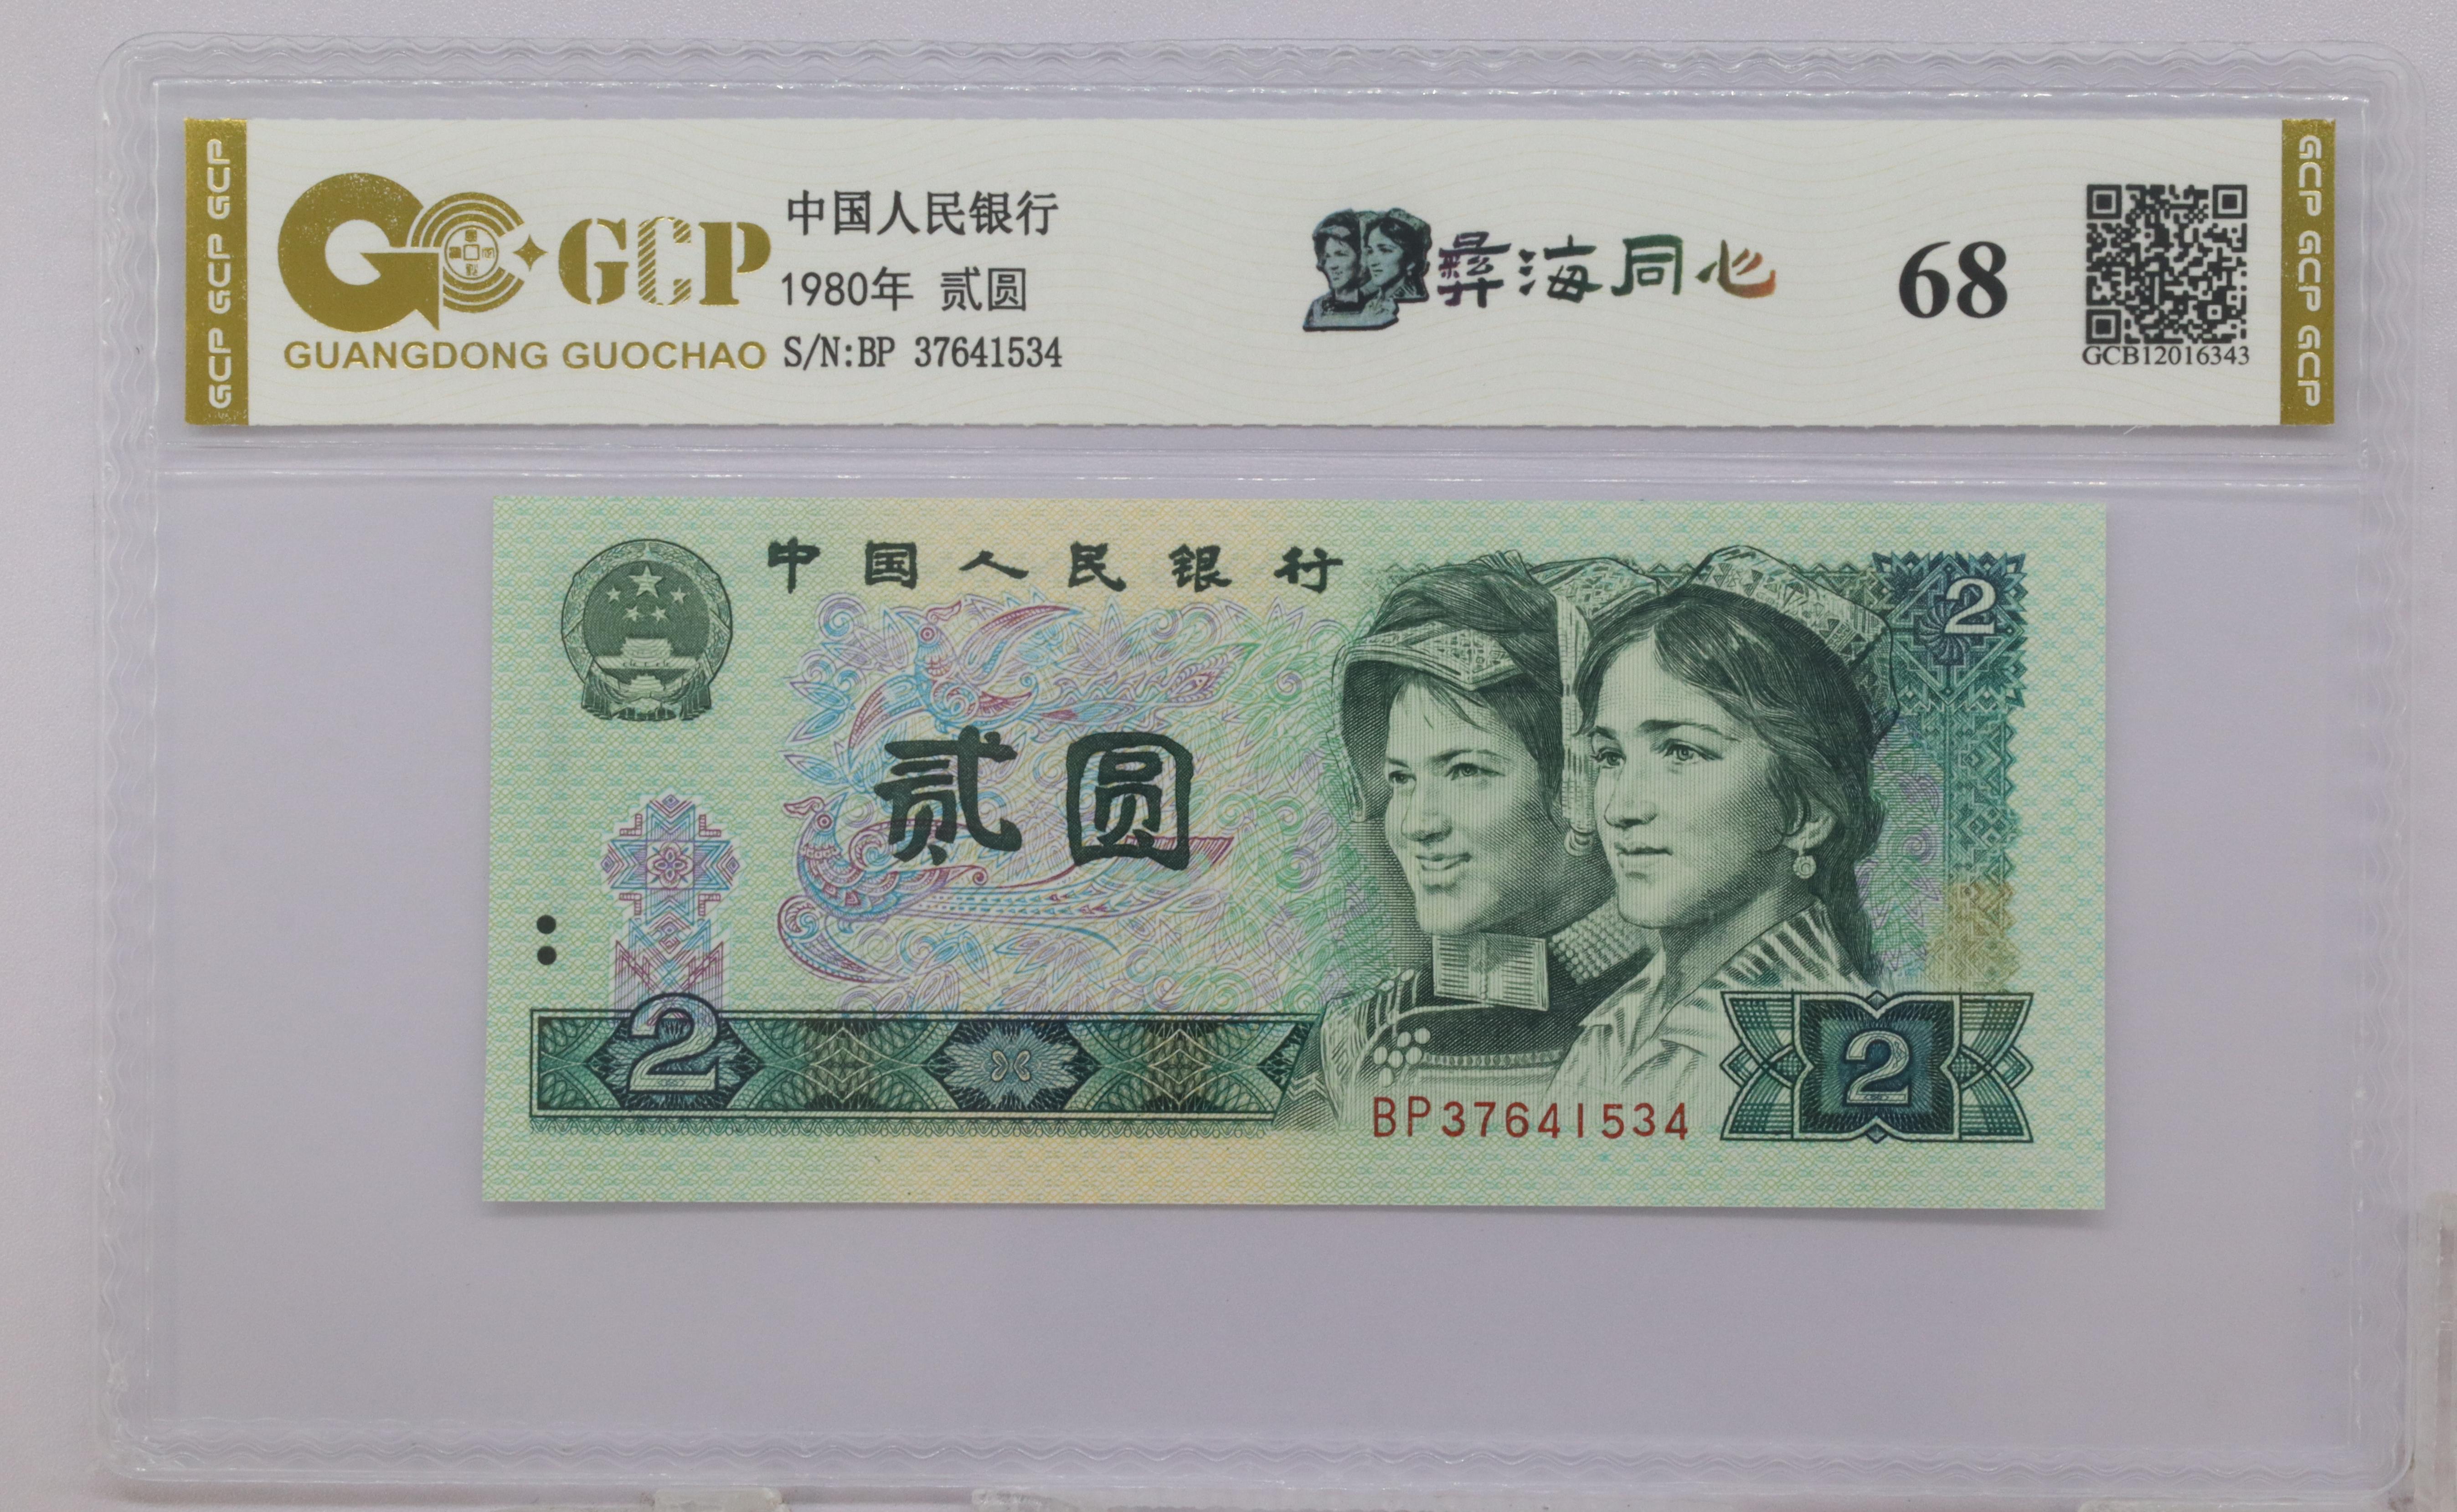 GCP GCP GCP
GCP
GUANGDONG GUOCHAO
中国人民银行
1980年 贰圆
S/N:BP 37641534
彝海同心
68
GCB12016343
GCP GCP GCP
中国人民银行
2
贰圆
2
2
BP37641534